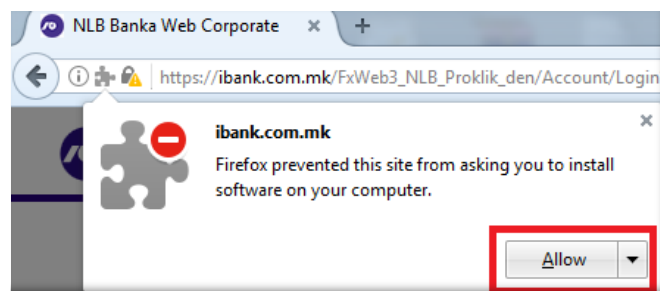 NLB Banka Web Corporate
https://ibank.com.mk/FxWeb3_NLB_Proklik_den/Account/Login
ibank.com.mk
Firefox prevented this site from asking you to install
software on your computer.
Allow